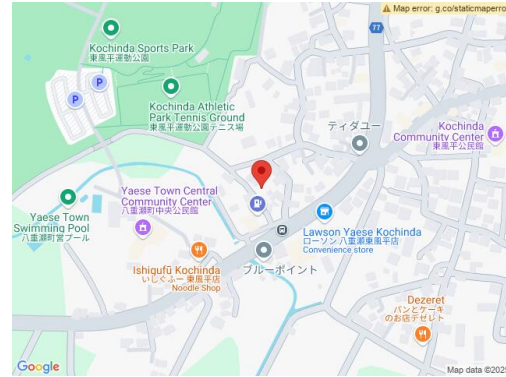 Map error: g.co/staticmaperro
77
Kochinda Sports Park
東風平運動公園
P
P
Kochinda Athletic
Park Tennis Ground
東風平運動公園テニス場
ティダユー
Kochinda
Community Center
東風平公民館
Yaese Town Central
Community Center
八重瀬町中央公民館
Yaese Town
Swimming Pool
八重瀬町営プール
Lawson Yaese Kochinda
ローソン 八重瀬東風平店
Convenience store
Ishigufū Kochinda
いしぐふー 東風平店
Noodle Shop
ブルーポイント
Dezeret
パンとケーキ
のお店デゼレト
Google
Map data ©2025